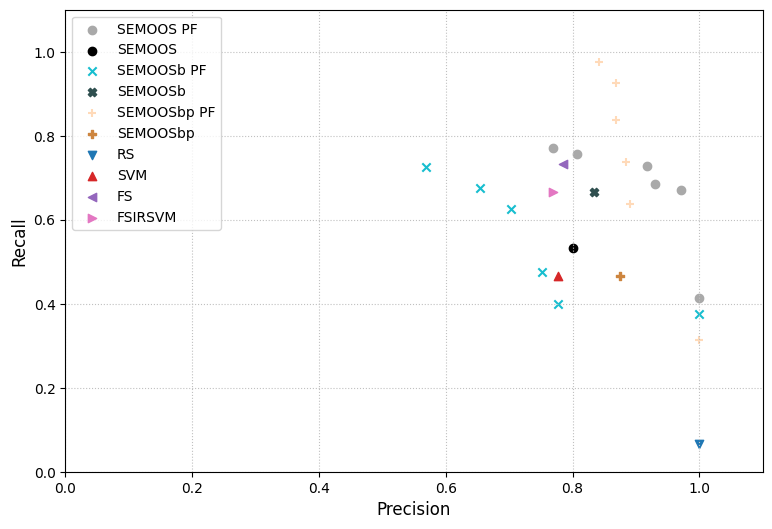 1.0
0.8
0.6
0.4
0.2
0.0
Recall
SEMOOS PF
SEMOOS
SEMOOSb PF
SEMOOSb
SEMOOSbp PF
SEMOOSbp
RS
SVM
FS
FSIRSVM
0.0 0.2 0.4 0.6 0.8 1.0
Precision